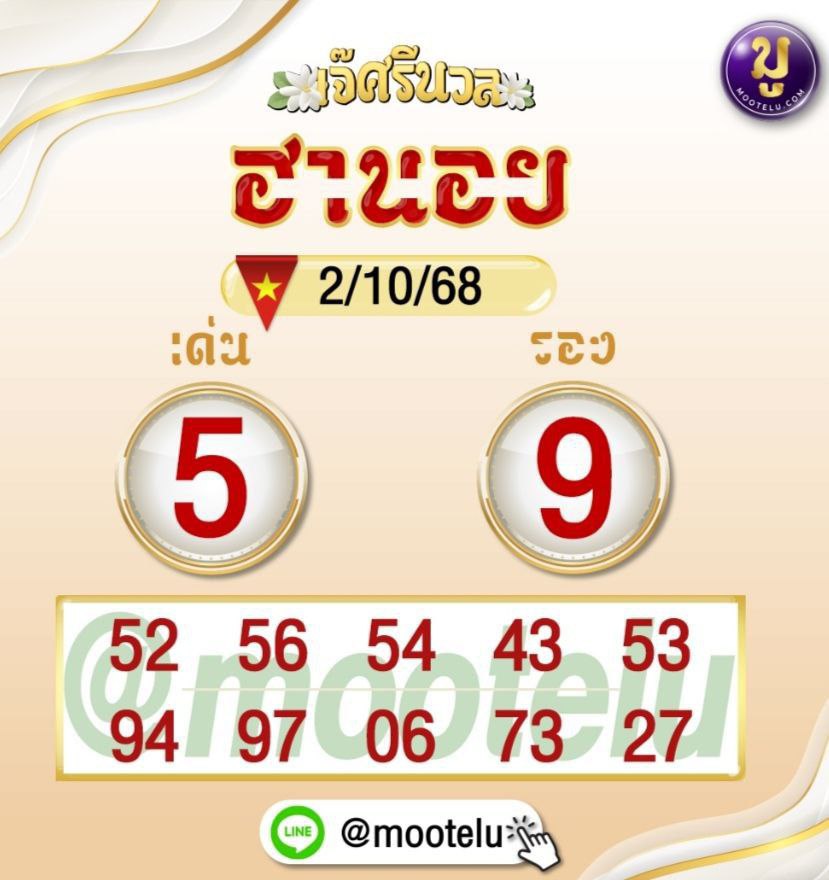 เจ๊ศรีนวล
มู
MOOTELU.COM
ฮานอย
2/10/68
เด่น รอง
5 9
52 56 54 43 53
94 97 06 73 27
@mootelu
LINE @mootelu